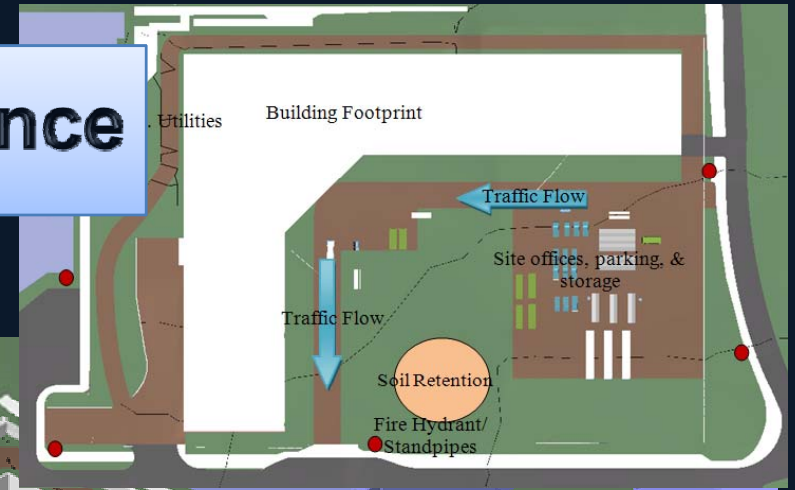 nce
. Utilities
Building Footprint
Traffic Flow
Site offices, parking, &
storage
Traffic Flow
Soil Retention
Fire Hydrant/
Standpipes